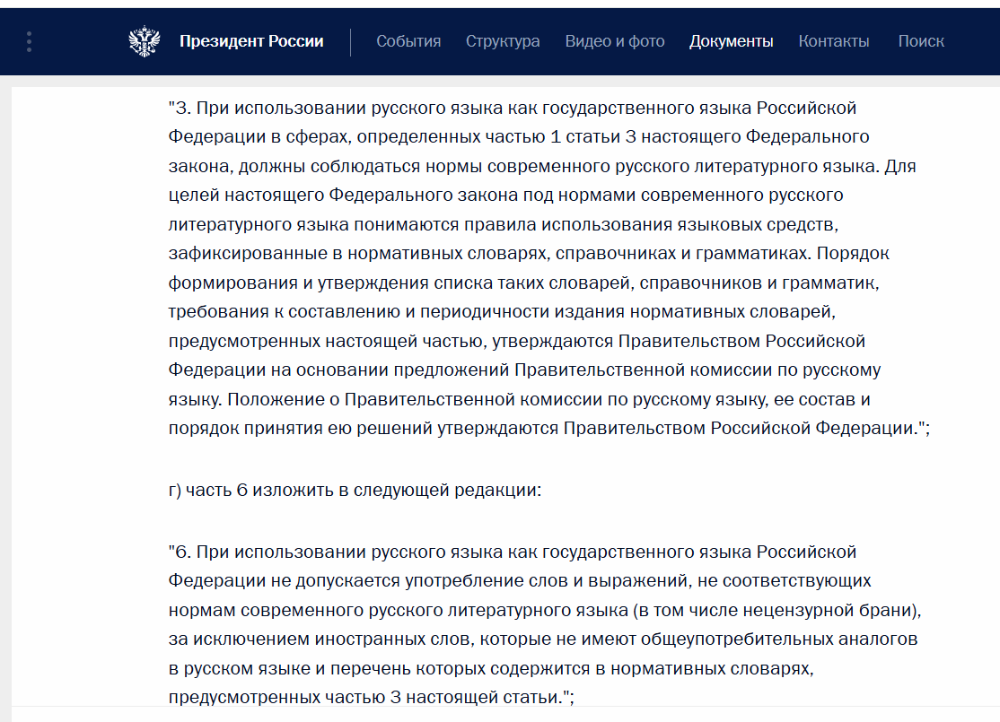 Президент России
События
Структура
Видео и фото
Документы
Контакты
Поиск
"3. При использовании русского языка как государственного языка Российской
Федерации в сферах, определенных частью 1 статьи 3 настоящего Федерального
закона, должны соблюдаться нормы современного русского литературного языка. Для
целей настоящего Федерального закона под нормами современного русского
литературного языка понимаются правила использования языковых средств,
зафиксированные в нормативных словарях, справочниках и грамматиках. Порядок
формирования и утверждения списка таких словарей, справочников и грамматик,
требования к составлению и периодичности издания нормативных словарей,
предусмотренных настоящей частью, утверждаются Правительством Российской
Федерации на основании предложений Правительственной комиссии по русскому
языку. Положение о Правительственной комиссии по русскому языку, ее состав и
порядок принятия ею решений утверждаются Правительством Российской Федерации.";
г) часть 6 изложить в следующей редакции:
"6. При использовании русского языка как государственного языка Российской
Федерации не допускается употребление слов и выражений, не соответствующих
нормам современного русского литературного языка (в том числе нецензурной брани),
за исключением иностранных слов, которые не имеют общеупотребительных аналогов
в русском языке и перечень которых содержится в нормативных словарях,
предусмотренных частью 3 настоящей статьи.";